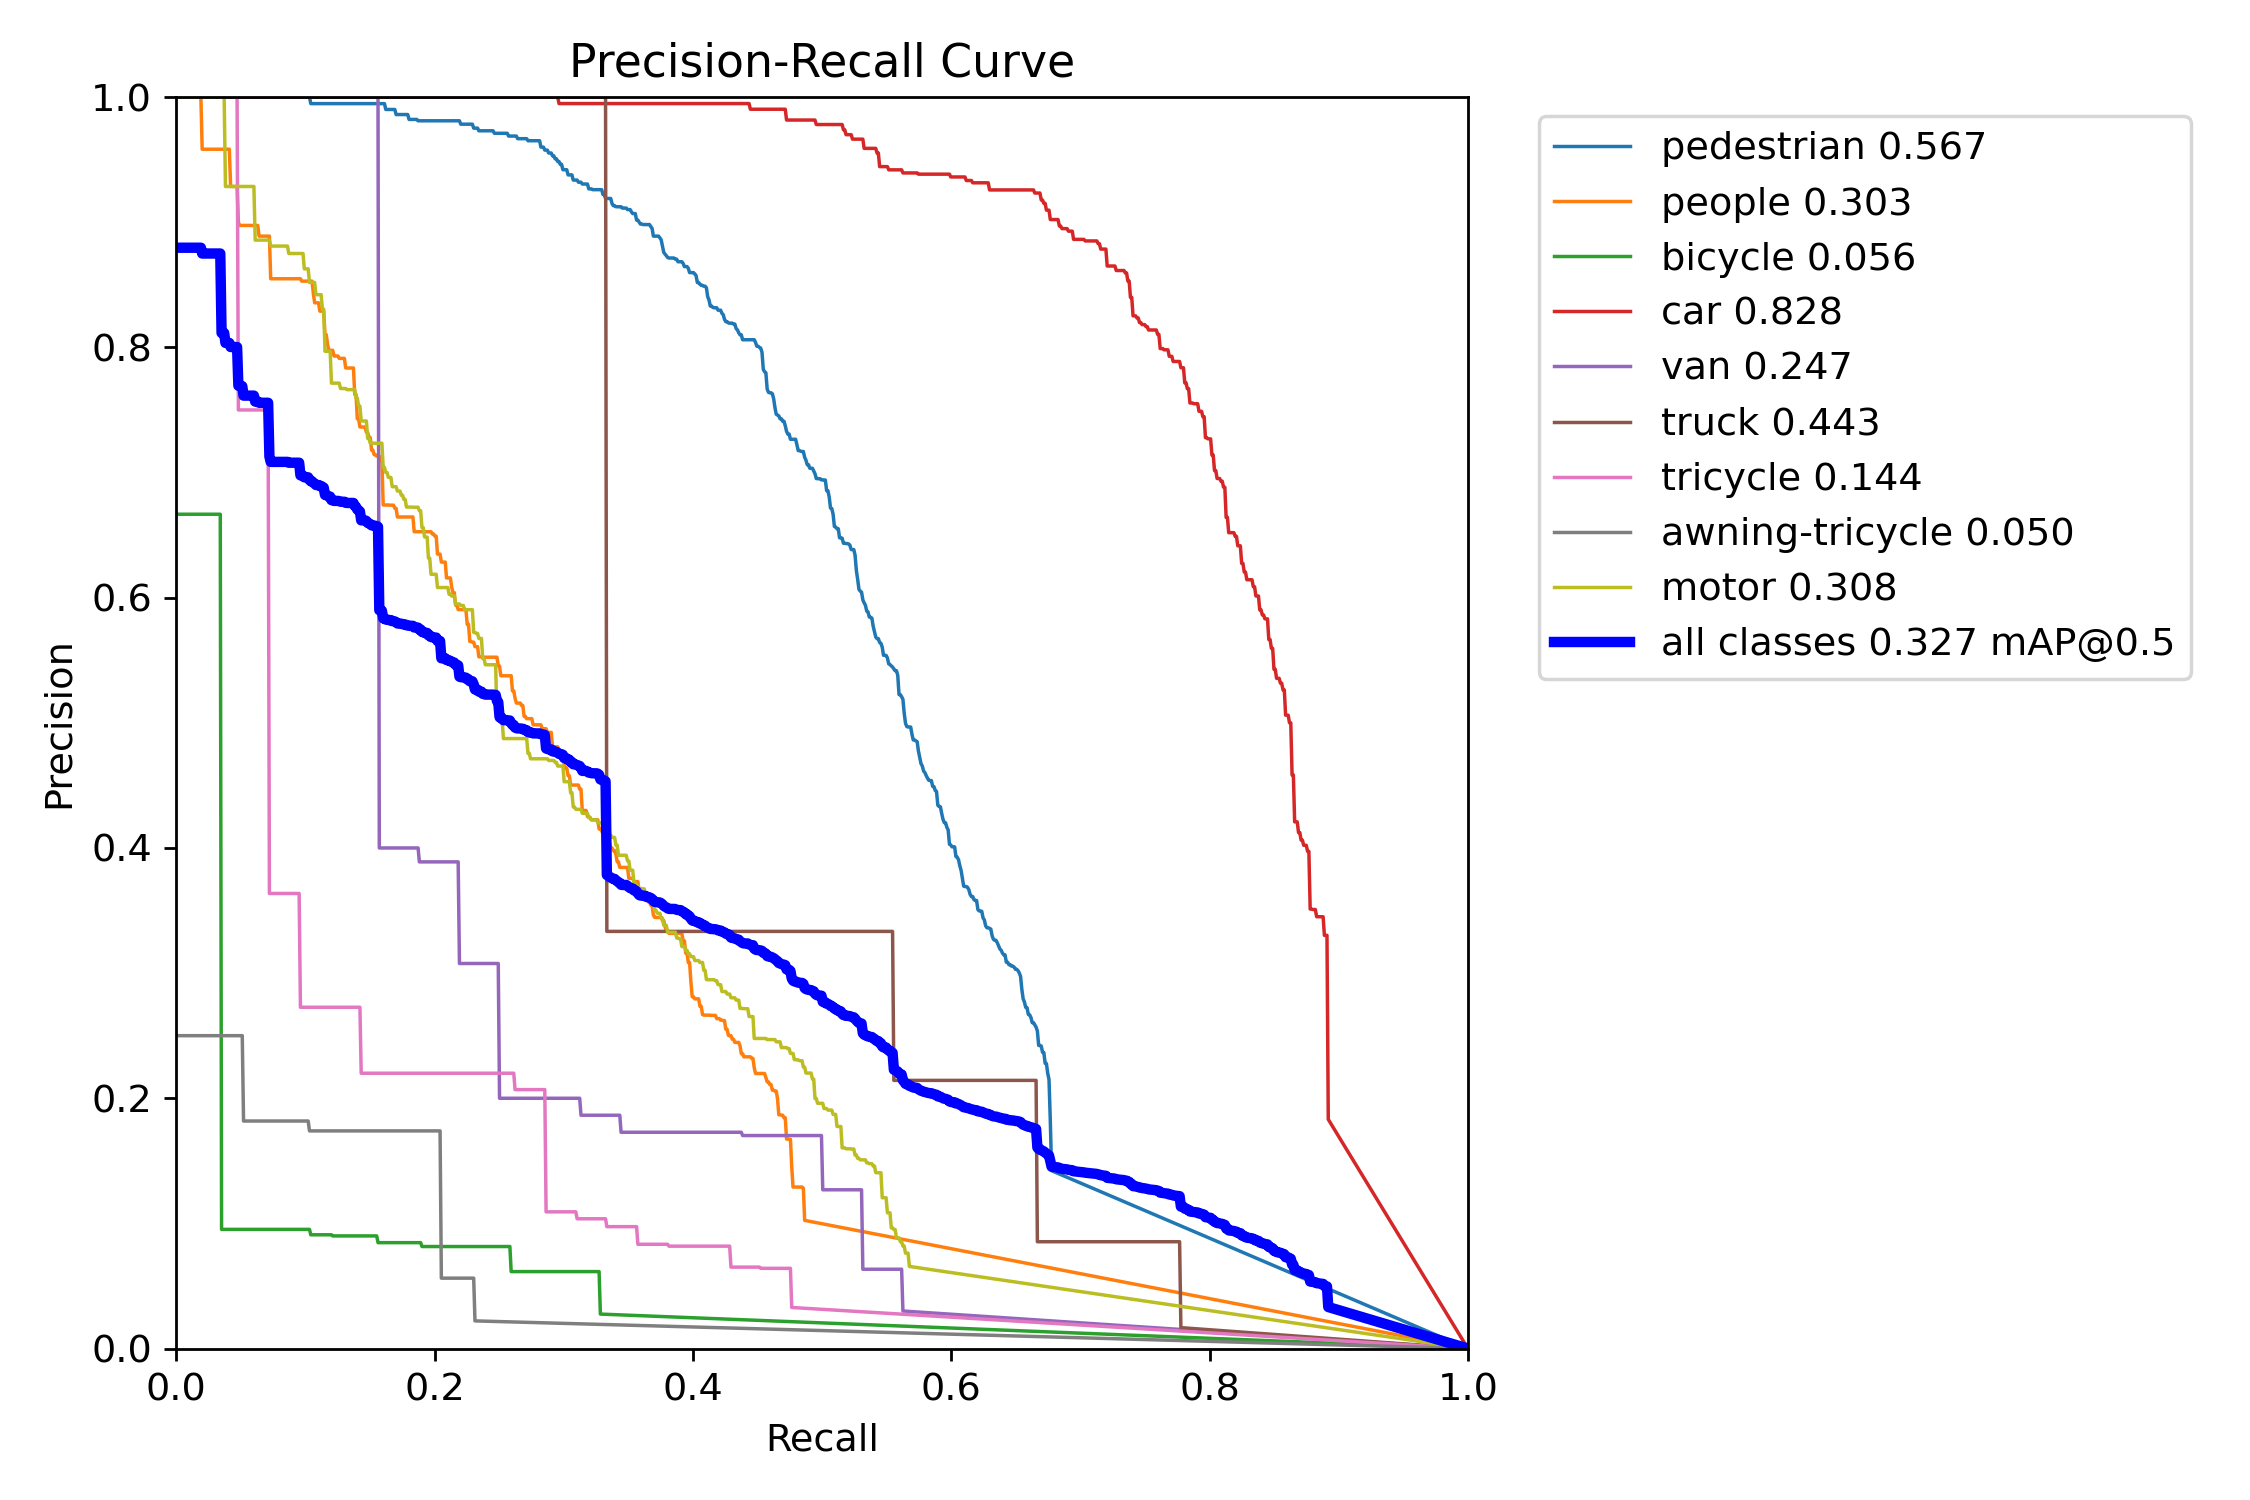 Precision-Recall Curve
1.0
0.8
0.6
0.4
0.2
0.0
Precision
0.0 0.2 0.4 0.6 0.8 1.0
Recall
pedestrian 0.567
people 0.303
bicycle 0.056
car 0.828
van 0.247
truck 0.443
tricycle 0.144
awning-tricycle 0.050
motor 0.308
all classes 0.327 mAP@0.5